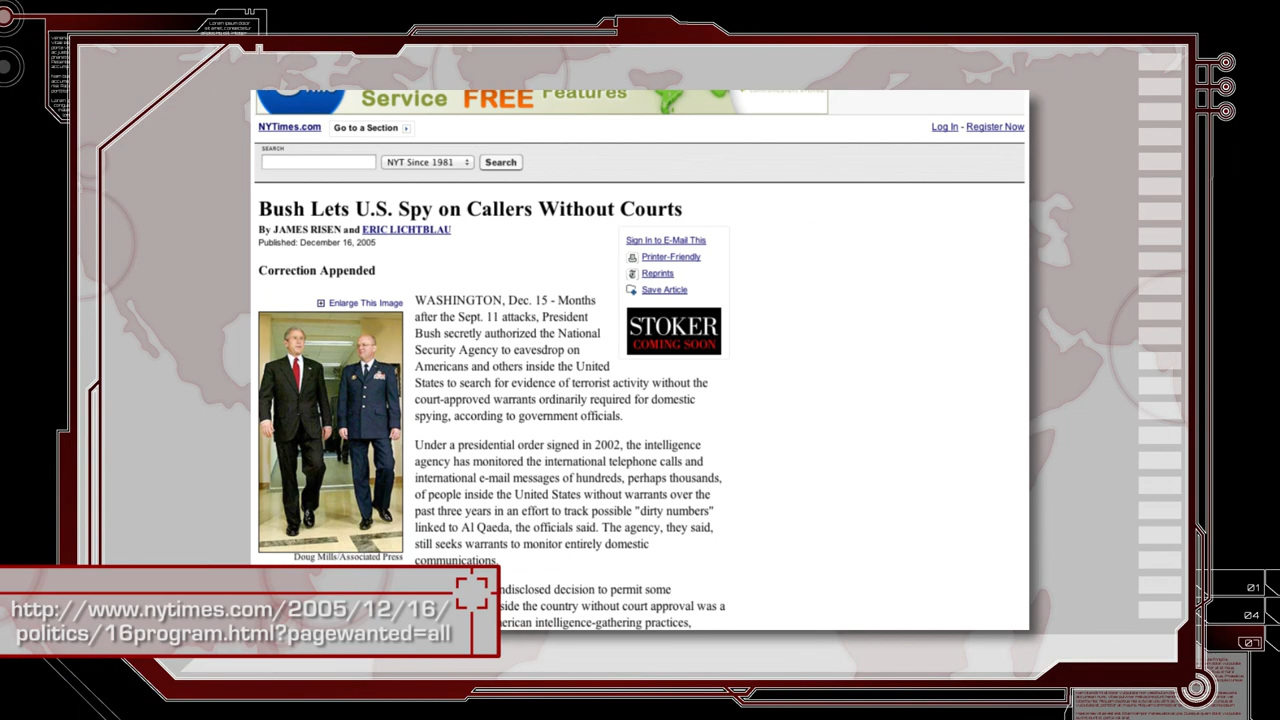 Service FREE Features
NYTimes.com Go to a Section
Log In - Register Now
SEARCH
NYT Since 1981 Search
Bush Lets U.S. Spy on Callers Without Courts
By JAMES RISEN and ERIC LICHTBLAU
Published: December 16, 2005
Sign In to E-Mail This
Printer-Friendly
Reprints
Save Article
STOKER
COMING SOON
Correction Appended
Enlarge This Image
Doug Mills/Associated Press
WASHINGTON, Dec. 15 - Months
after the Sept. 11 attacks, President
Bush secretly authorized the National
Security Agency to eavesdrop on
Americans and others inside the United
States to search for evidence of terrorist activity without the
court-approved warrants ordinarily required for domestic
spying, according to government officials.
Under a presidential order signed in 2002, the intelligence
agency has monitored the international telephone calls and
international e-mail messages of hundreds, perhaps thousands,
of people inside the United States without warrants over the
past three years in an effort to track possible "dirty numbers"
linked to Al Qaeda, the officials said. The agency, they said,
still seeks warrants to monitor entirely domestic
communications.
decision to permit some
the country without court approval was a
intelligence-gathering practices,
http://www.nytimes.com/2005/12/16/
politics/16program.html?pagewanted=all
01
04
07